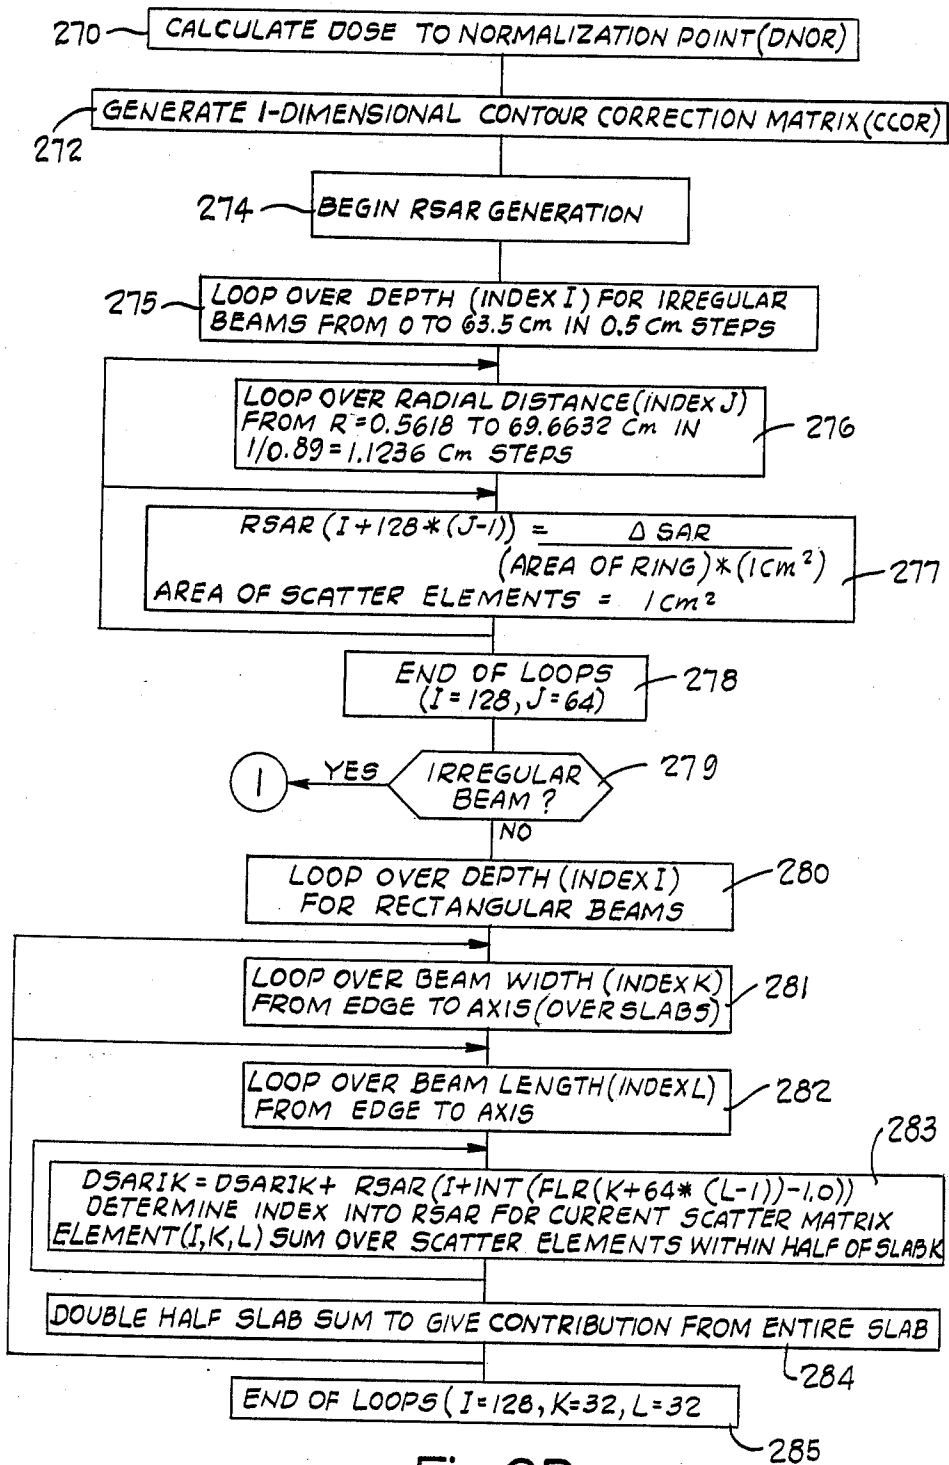 270
CALCULATE DOSE TO NORMALIZATION POINT(DNOR)
GENERATE 1-DIMENSIONAL CONTOUR CORRECTION MATRIX(CCOR)
272
274
BEGIN RSAR GENERATION
275
LOOP OVER DEPTH (INDEX I) FOR IRREGULAR
BEAMS FROM 0 TO 63.5 Cm IN 0.5 Cm STEPS
LOOP OVER RADIAL DISTANCE(INDEX J)
FROM R=0.5618 TO 69.6632 Cm IN
1/0.89=1.1236 Cm STEPS
276
RSAR (I+128*(J-1)) = Δ SAR
(AREA OF RING)*(1Cm²)
AREA OF SCATTER ELEMENTS = 1Cm²
277
END OF LOOPS
(I=128, J=64)
278
1
YES
IRREGULAR
BEAM?
279
NO
LOOP OVER DEPTH (INDEX I)
FOR RECTANGULAR BEAMS
280
LOOP OVER BEAM WIDTH (INDEX K)
FROM EDGE TO AXIS(OVER SLABS)
281
LOOP OVER BEAM LENGTH(INDEX L)
FROM EDGE TO AXIS
282
283
DSARIK = DSARIK+ RSAR(I+INT(FLR(K+64* (L-1))-1.0))
DETERMINE INDEX INTO RSAR FOR CURRENT SCATTER MATRIX
ELEMENT(I,K,L) SUM OVER SCATTER ELEMENTS WITHIN HALF OF SLAB K
DOUBLE HALF SLAB SUM TO GIVE CONTRIBUTION FROM ENTIRE SLAB
284
END OF LOOPS (I=128, K=32, L=32
285